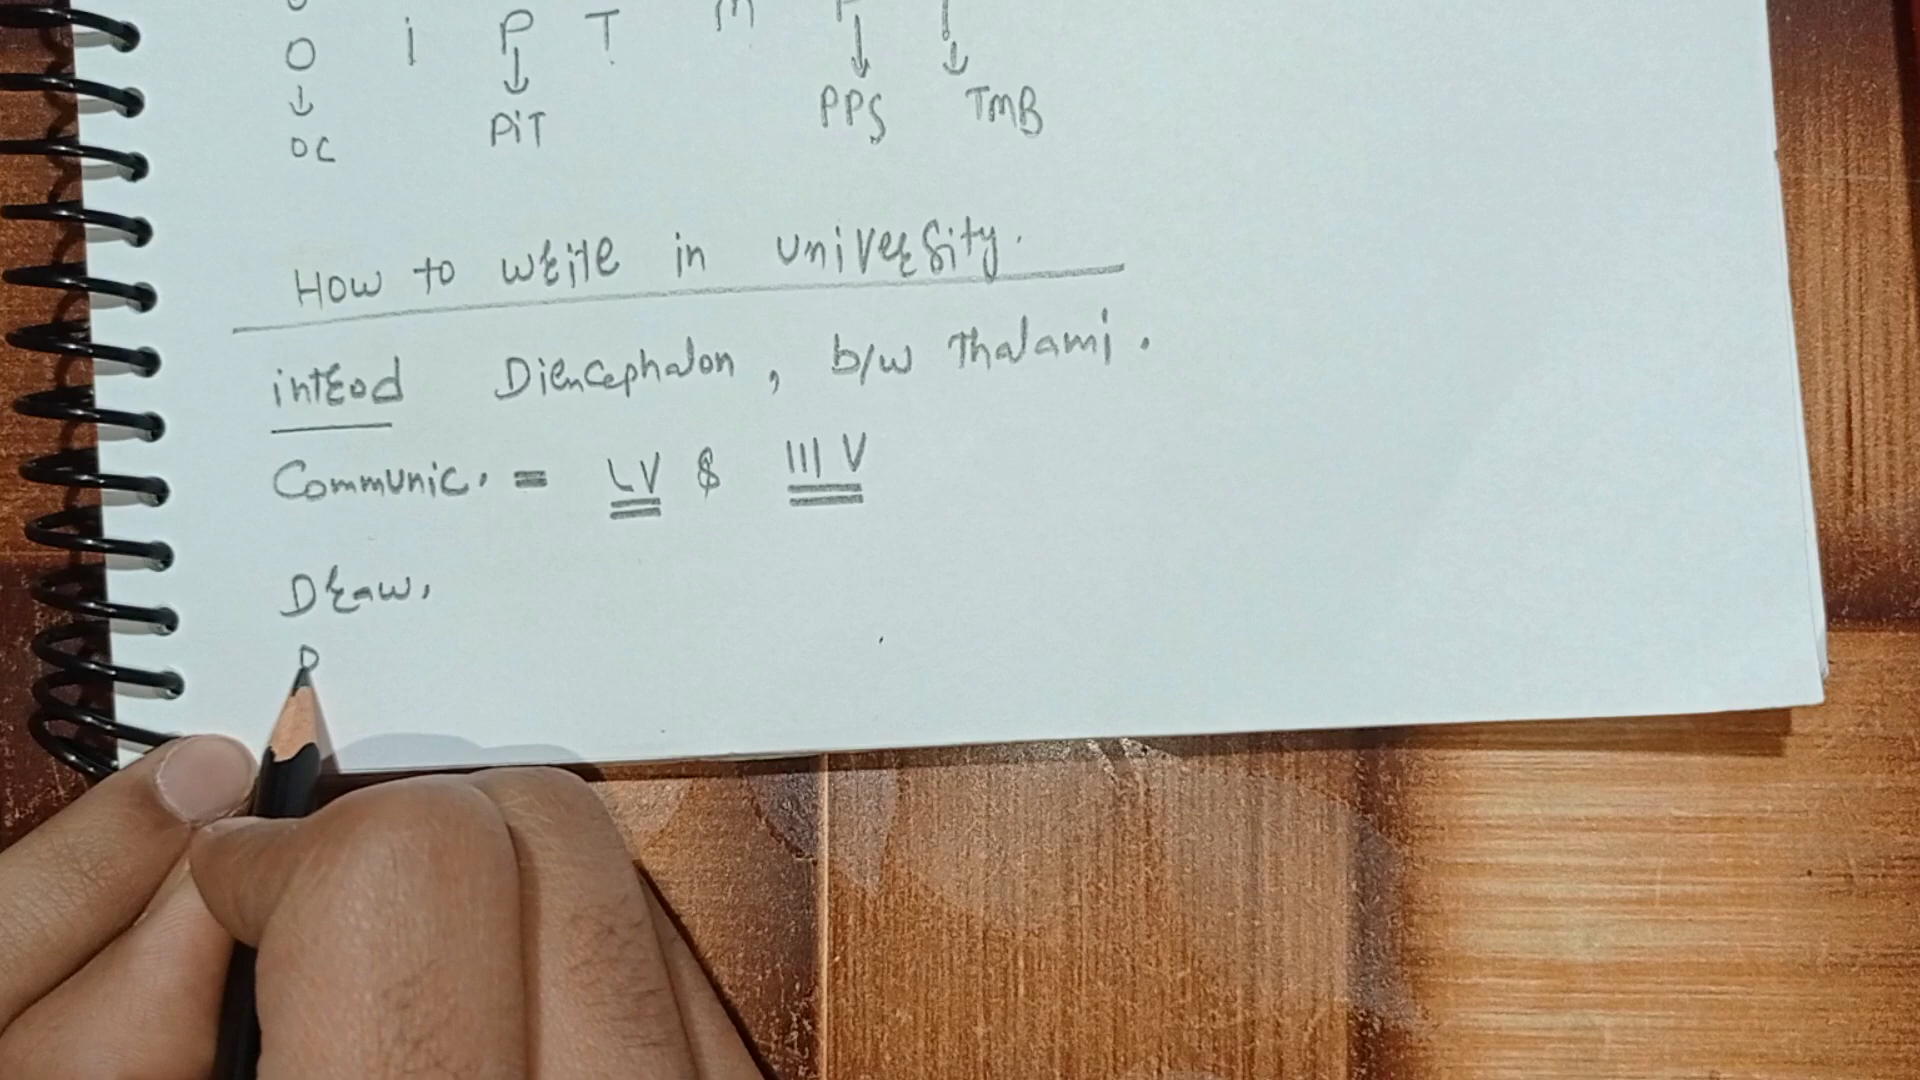 O i P T m
↓ ↓ ↓ ↓
OC PiT PPS TMB
How to write in university.
introd Diencephalon, b/w Thalami.
Communic. = LV & III V
Draw.